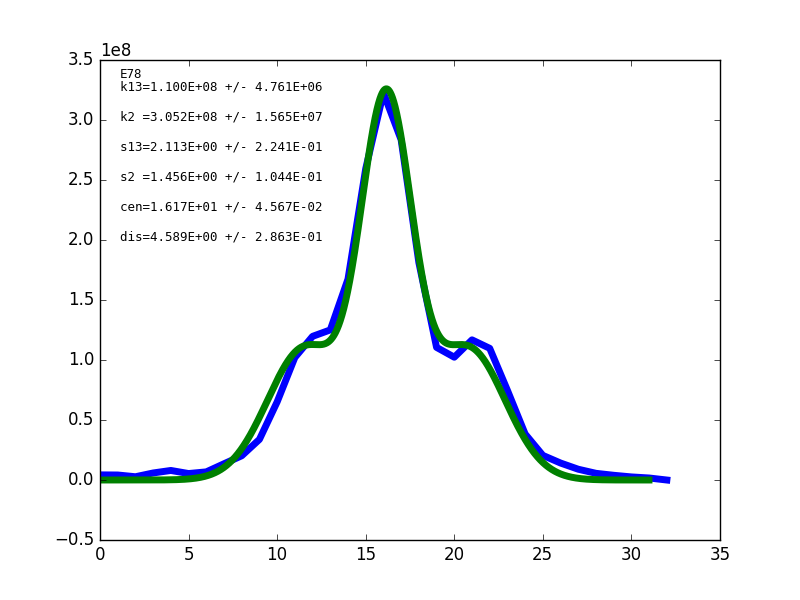 1e8
3.5
3.0
2.5
2.0
1.5
1.0
0.5
0.0
−0.5
E78
k13=1.100E+08 +/- 4.761E+06
k2 =3.052E+08 +/- 1.565E+07
s13=2.113E+00 +/- 2.241E-01
s2 =1.456E+00 +/- 1.044E-01
cen=1.617E+01 +/- 4.567E-02
dis=4.589E+00 +/- 2.863E-01
0 5 10 15 20 25 30 35